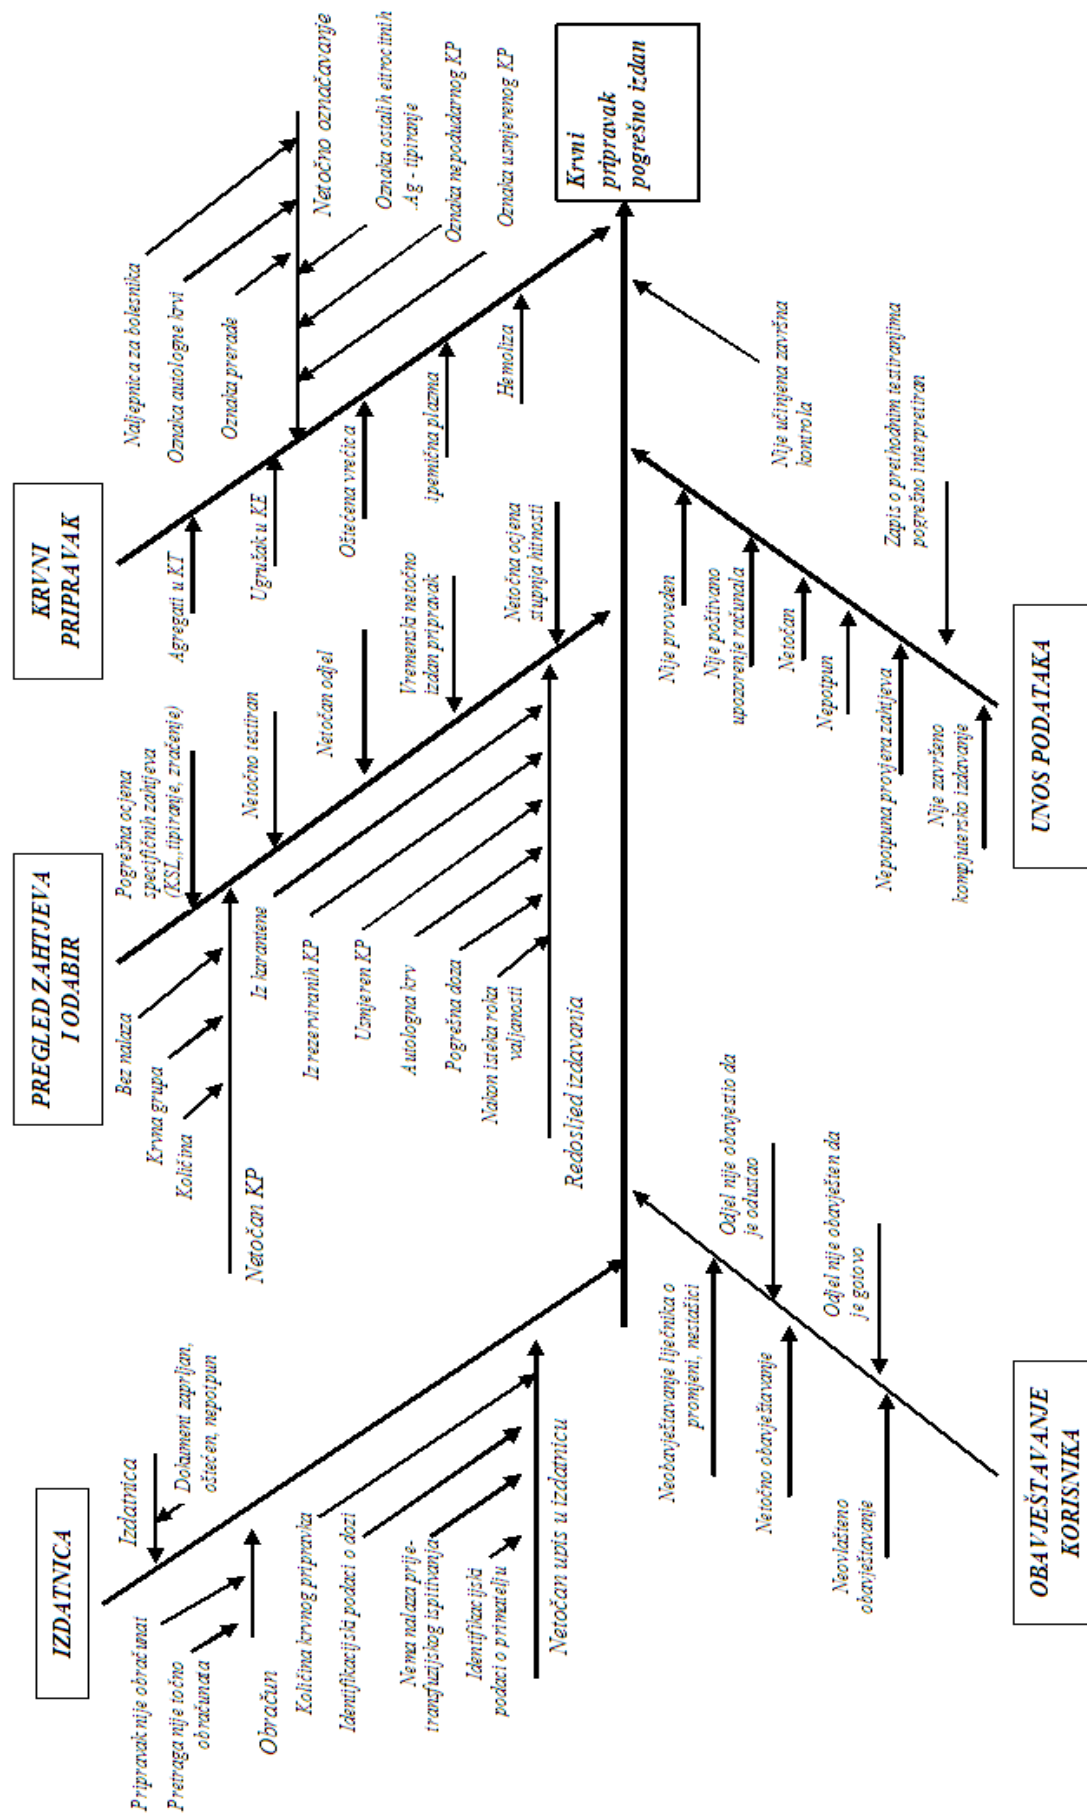 IZDATNICA
Izdatnica
Dokument zaprljan,
oštećen, nepotpun
Pripravak nije obračunat
Pretraga nije točno
obračunata
Obračun
Količina krvnog pripravka
Identifikacijski podaci o dozi
Nema nalaza prije-
transfuzijskog ispitivanja
Identifikacijski
podaci o primatelju
Netočan upis u izdanicu
PREGLED ZAHTJEVA
I ODABIR
Pogrešna ocjena
specifičnih zahtjeva
(KSL,,tipiranje, zračenje)
Bez nalaza
Krvna grupa
Količina
Netočan KP
Netočno testiran
Netočan odjel
Vremenski netočno
izdan pripravak
Netočna ocjena
stupnja hitnosti
Iz karantene
Iz rezerviranih KP
Usmjeren KP
Autologna krv
Pogrešna doza
Nakon isteka roka
valjanosti
Redoslijed izdavanja
KRVNI
PRIPRAVAK
Naljepnica za bolesnika
Oznaka autologne krvi
Oznaka prerade
Netočno označavanje
Oznaka ostalih eitrocitnih
Ag - tipiranje
Oznaka nepodudarnog KP
Oznaka usmjerenog KP
Agregati u KT
Ugrušak u KE
Oštećena vrećica
ipemična plazma
Hemoliza
Krvni
pripravak
pogrešno izdan
OBAVJEŠTAVANJE
KORISNIKA
Neobavještavanje liječnika o
promjeni, nestašici
Odjel nije obavjestio da
je odustao
Netočno obavještavanje
Odjel nije obavješten da
je gotovo
Neovlašteno
obavještavanje
UNOS PODATAKA
Nije proveden
Nije poštivano
upozorenje računala
Netočan
Nepotpun
Nepotpuna provjera zahtjeva
Nije završeno
kompjutersko izdavanje
Zapis o prethodnim testiranjima
pogrešno interpretiran
Nije učinjena završna
kontrola